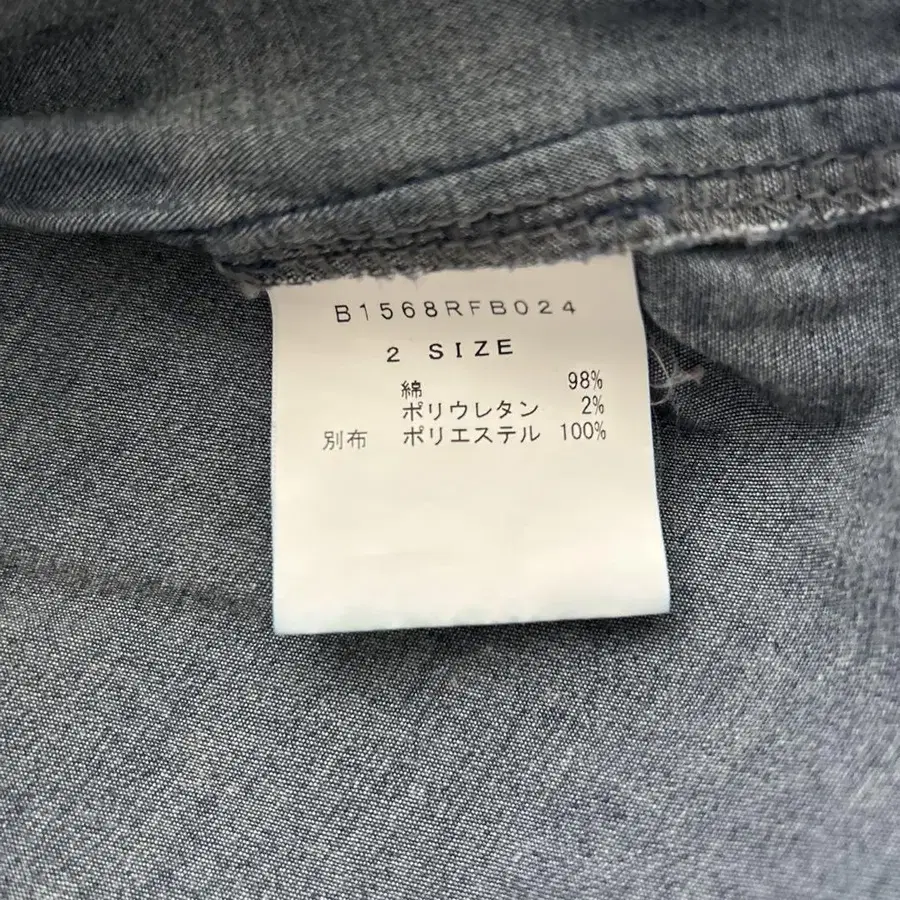 B1568RFB024
2 SIZE
綿 98%
ポリウレタン 2%
別布 ポリエステル 100%